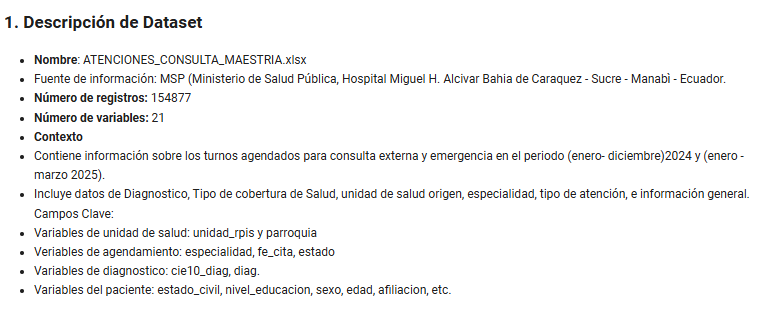 1. Descripción de Dataset
• Nombre: ATENCIONES_CONSULTA_MAESTRIA.xlsx
• Fuente de información: MSP (Ministerio de Salud Pública, Hospital Miguel H. Alcivar Bahia de Caraquez - Sucre - Manabì - Ecuador.
• Número de registros: 154877
• Número de variables: 21
• Contexto
• Contiene información sobre los turnos agendados para consulta externa y emergencia en el periodo (enero- diciembre)2024 y (enero -
marzo 2025).
• Incluye datos de Diagnostico, Tipo de cobertura de Salud, unidad de salud origen, especialidad, tipo de atención, e información general.
Campos Clave:
• Variables de unidad de salud: unidad_rpis y parroquia
• Veriables de agendamiento: especialidad, fe_cita, estado
• Variables de diagnostico: cie10_diag, diag.
• Variables del paciente: estado_civil, nivel_educacion, sexo, edad, afiliacion, etc.